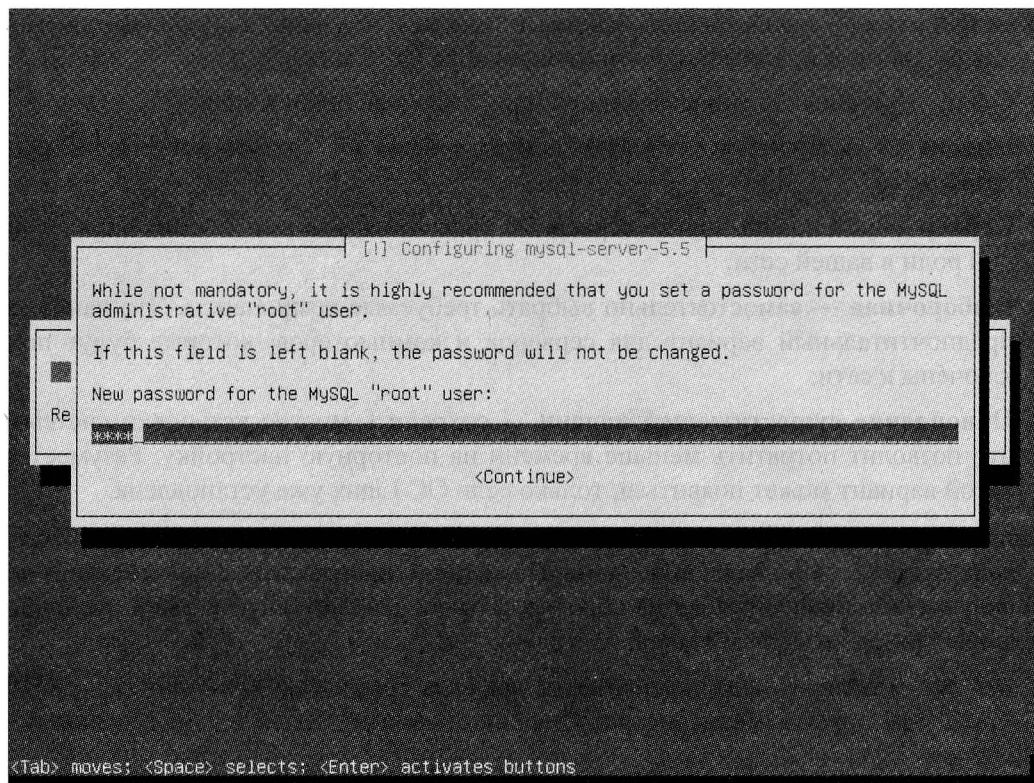 [!] Configuring mysql-server-5.5
While not mandatory, it is highly recommended that you set a password for the MySQL
administrative "root" user.
If this field is left blank, the password will not be changed.
New password for the MySQL "root" user:
Re
****_
<Continue>
<Tab> moves; <Space> selects; <Enter> activates buttons